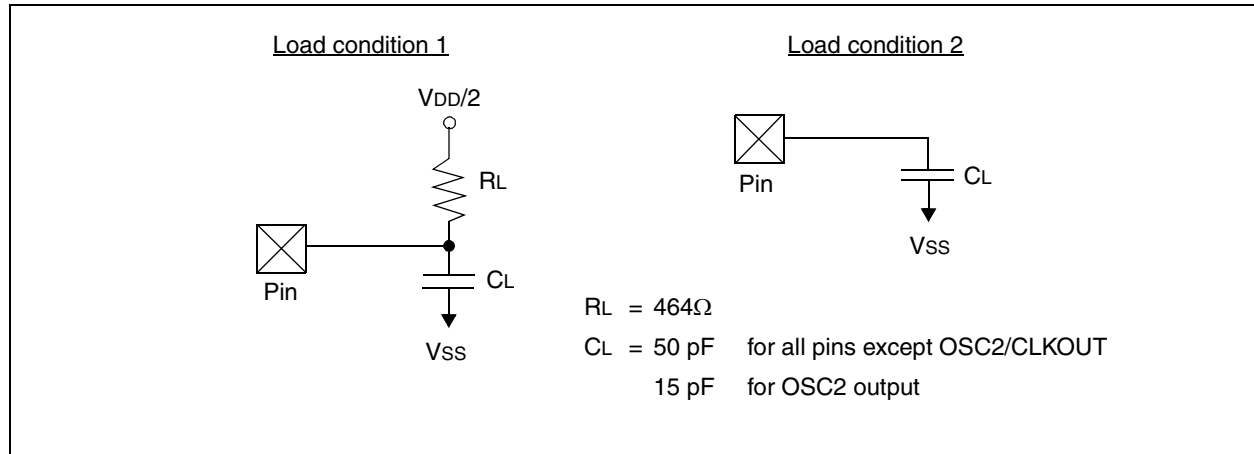 Load condition 1
VDD/2
RL
Pin
CL
VSS
Load condition 2
Pin
CL
VSS
RL = 464Ω
CL = 50 pF for all pins except OSC2/CLKOUT
15 pF for OSC2 output